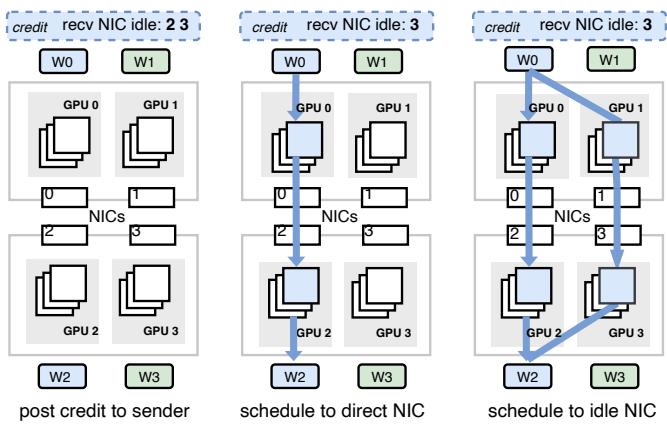 credit recv NIC idle: 2 3
W0 W1
GPU 0 GPU 1
0 1
NICs
2 3
GPU 2 GPU 3
W2 W3
post credit to sender
credit recv NIC idle: 3
W0 W1
GPU 0 GPU 1
0 1
NICs
2 3
GPU 2 GPU 3
W2 W3
schedule to direct NIC
credit recv NIC idle: 3
W0 W1
GPU 0 GPU 1
0 1
NICs
2 3
GPU 2 GPU 3
W2 W3
schedule to idle NIC